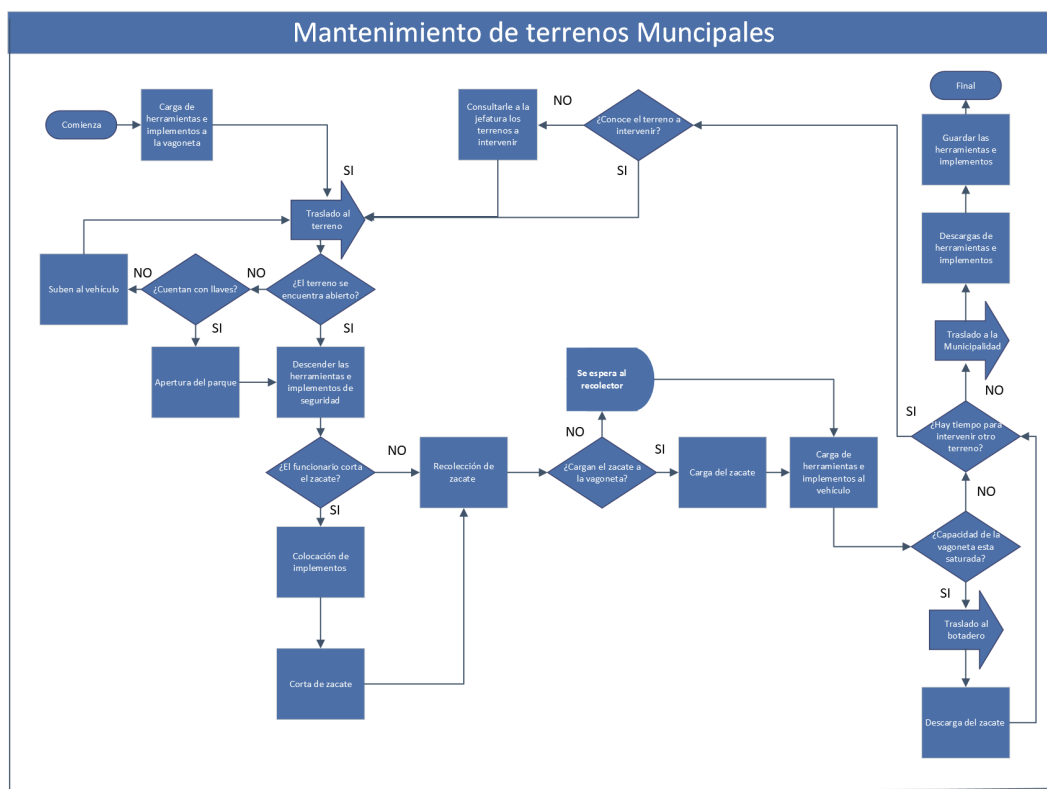 Mantenimiento de terrenos Muncipales
Comienza
Carga de
herramientas e
implementos a
la vagoneta
SI
Traslado al
terreno
Consultarle a la
jefatura los
terrenos a
intervenir
NO
¿Conoce el terreno a
intervenir?
SI
Final
Guardar las
herramientas e
implementos
Descargas de
herramientas e
implementos
Traslado a la
Municipalidad
NO
SI
¿Hay tiempo para
intervenir otro
terreno?
NO
¿Capacidad de la
vagoneta esta
saturada?
SI
Traslado al
botadero
Descarga del zacate
Suben al vehículo
NO
¿Cuentan con llaves?
NO
¿El terreno se
encuentra abierto?
SI
SI
Apertura del parque
Descender las
herramientas e
implementos de
seguridad
¿El funcionario corta
el zacate?
NO
SI
Colocación de
implementos
Corta de zacate
Recolección de
zacate
Se espera al
recolector
NO
¿Cargan el zacate a
la vagoneta?
SI
Carga del zacate
Carga de
herramientas e
implementos al
vehículo